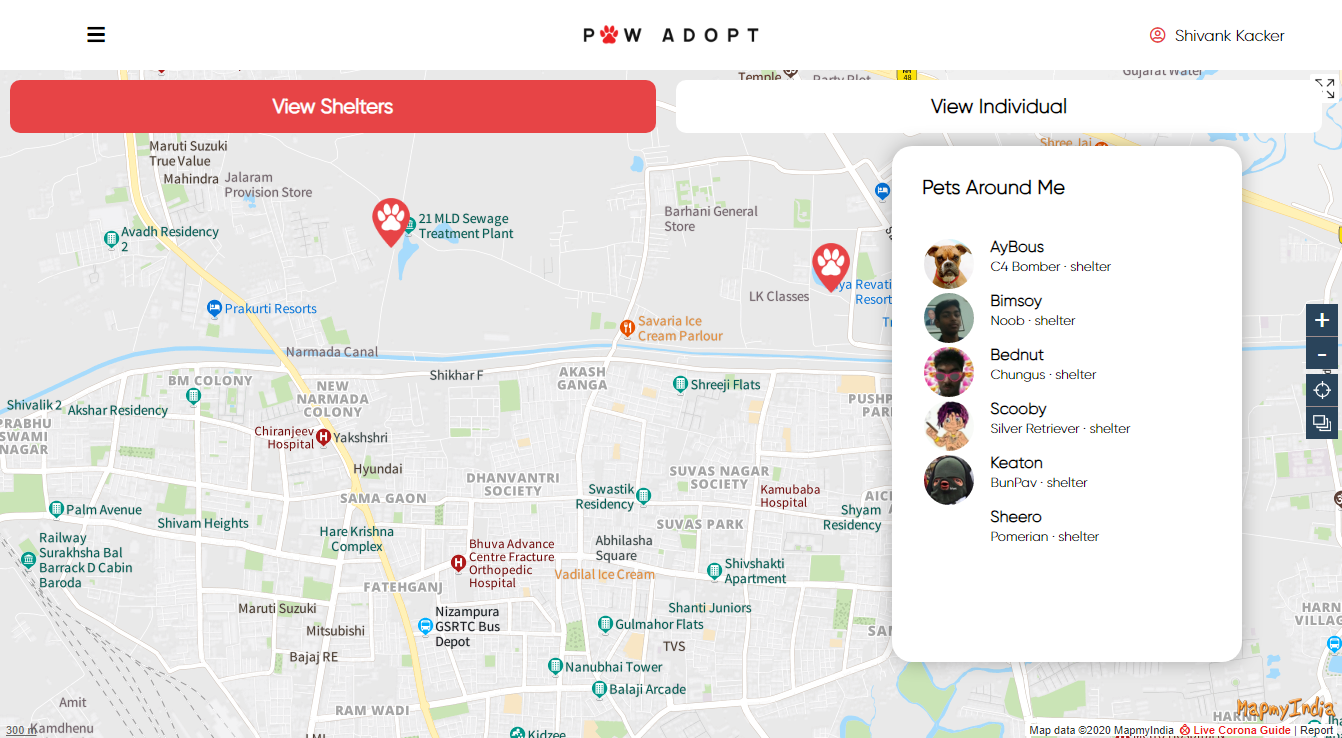 P W ADOPT
Shivank Kacker
View Shelters
View Individual
Temple
Party Plot
NH
48
Gujarat Water
Shree Jai
Maruti Suzuki
True Value
Mahindra
Jalaram
Provision Store
Avadh Residency
2
21 MLD Sewage
Treatment Plant
Barhani General
Store
Prakurti Resorts
LK Classes
ya Revati
Resort
Savaria Ice
Cream Parlour
Narmada Canal
Shikhar F
AKASH
GANGA
Shreeji Flats
BM COLONY
NEW
NARMADA
COLONY
Shivalik 2
Akshar Residency
PRABHU
SWAMI
NAGAR
Chiranjeev
Hospital
H
Yakshshri
Hyundai
SAMA GAON
DHANVANTRI
SOCIETY
SUVAS NAGAR
SOCIETY
Swastik
Residency
Kamubaba
Hospital
Shyam
Residency
SUVAS PARK
Palm Avenue
Shivam Heights
Hare Krishna
Complex
Railway
Surakhsha Bal
Barrack D Cabin
Baroda
H
Bhuva Advance
Centre Fracture
Orthopedic
Hospital
Abhilasha
Square
Vadilal Ice Cream
Shivshakti
Apartment
FATEHGANJ
Maruti Suzuki
Nizampura
GSRTC Bus
Depot
Shanti Juniors
Gulmahor Flats
Mitsubishi
Bajaj RE
TVS
Nanubhai Tower
Balaji Arcade
RAM WADI
Amit
Kamdhenu
300 m
Kidzee
Pets Around Me
AyBous
C4 Bomber · shelter
Bimsoy
Noob · shelter
Bednut
Chungus · shelter
Scooby
Silver Retriever · shelter
Keaton
BunPav · shelter
Sheero
Pomerian · shelter
+
-
HARN
VILLAG
HARN
MapmyIndia
Map data ©2020 MapmyIndia Live Corona Guide | Report